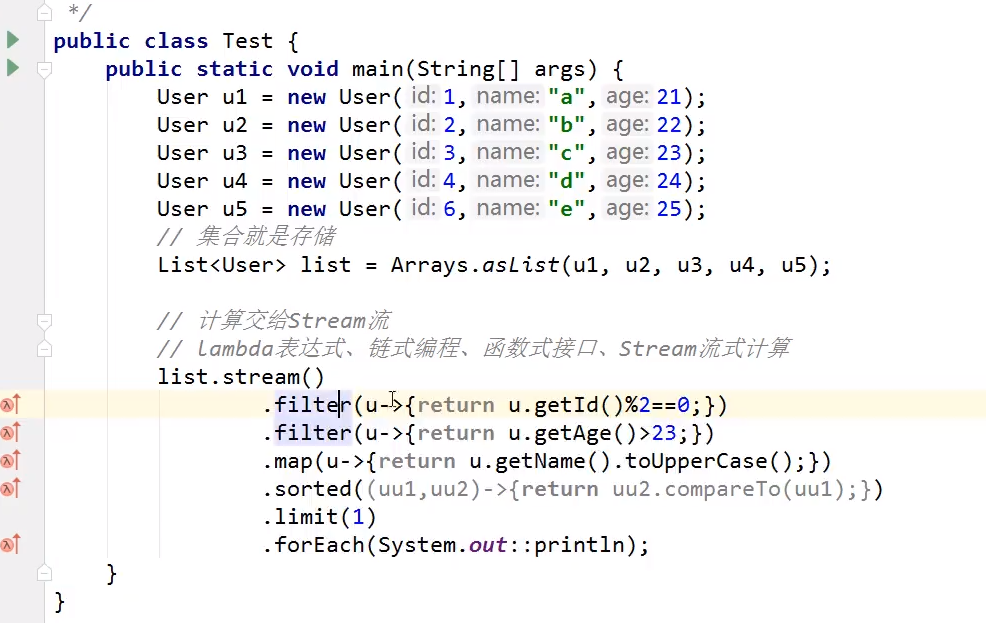 */
public class Test {
public static void main(String[] args) {
User u1 = new User( id: 1, name: "a", age: 21);
User u2 = new User( id: 2, name: "b", age: 22);
User u3 = new User( id: 3, name: "c", age: 23);
User u4 = new User( id: 4, name: "d", age: 24);
User u5 = new User( id: 6, name: "e", age: 25);
// 集合就是存储
List<User> list = Arrays.asList(u1, u2, u3, u4, u5);
// 计算交给Stream流
// lambda表达式、链式编程、函数式接口、Stream流式计算
list.stream()
.filter(u->{return u.getId()%2==0;})
.filter(u->{return u.getAge()>23;})
.map(u->{return u.getName().toUpperCase();})
.sorted((uu1,uu2)->{return uu2.compareTo(uu1);})
.limit(1)
.forEach(System.out::println);
}
}